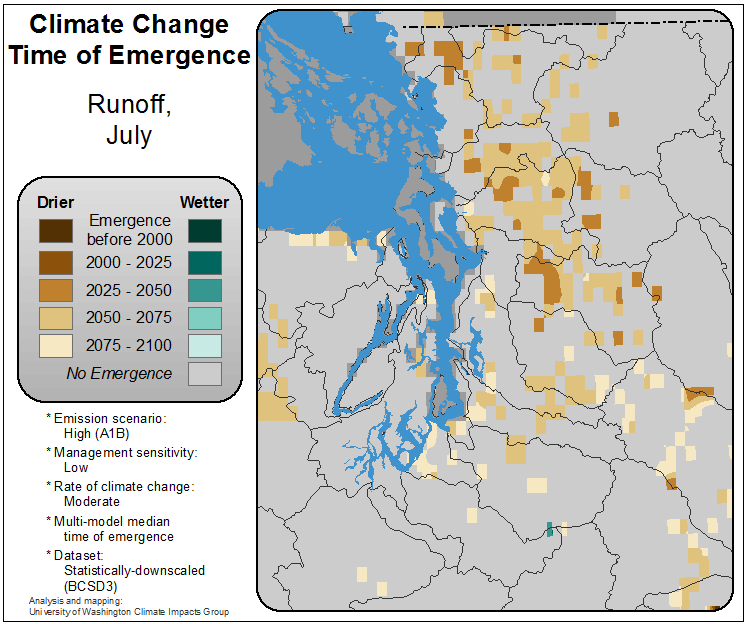 Climate Change
Time of Emergence
Runoff,
July
Drier
Wetter
Emergence
before 2000
2000 - 2025
2025 - 2050
2050 - 2075
2075 - 2100
No Emergence
* Emission scenario:
High (A1B)
* Management sensitivity:
Low
* Rate of climate change:
Moderate
* Multi-model median
time of emergence
* Dataset:
Statistically-downscaled
(BCSD3)
Analysis and mapping:
University of Washington Climate Impacts Group